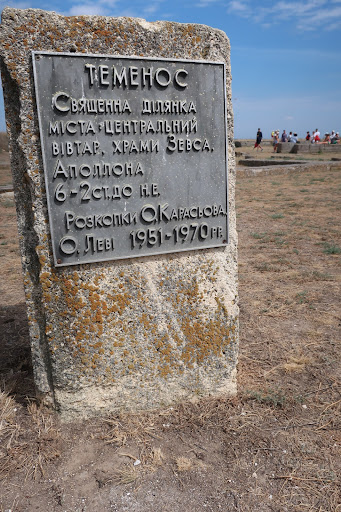 ТЕМЕНОС
СВЯЩЕННА ДІЛЯНКА
МІСТА-ЦЕНТРАЛЬНИЙ
ВІВТАР, ХРАМИ ЗЕВСА,
АПОЛЛОНА
6-2 СТ. ДО Н.Е.
РОЗКОПКИ О.КАРАСЬОВА,
О. ЛЕВІ 1951-1970 РР.